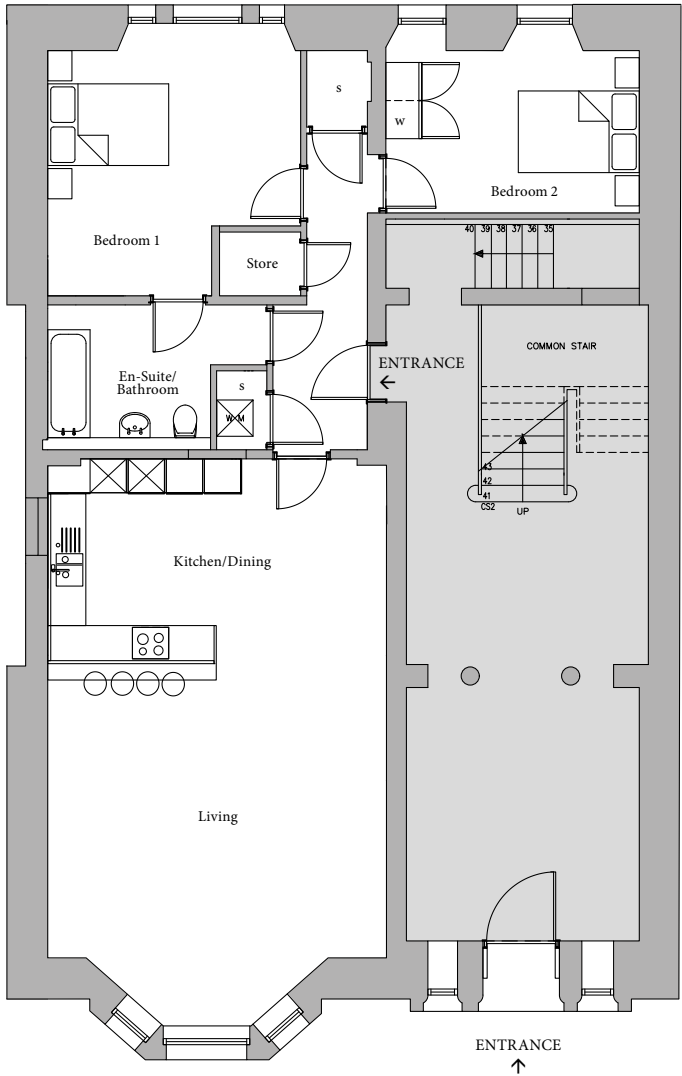 s
w
Bedroom 2
Bedroom 1
40 39 38 37 36 35
Store
COMMON STAIR
ENTRANCE
←
En-Suite/
Bathroom
s
W M
43
42
41
CS2
UP
Kitchen/Dining
Living
ENTRANCE
↑